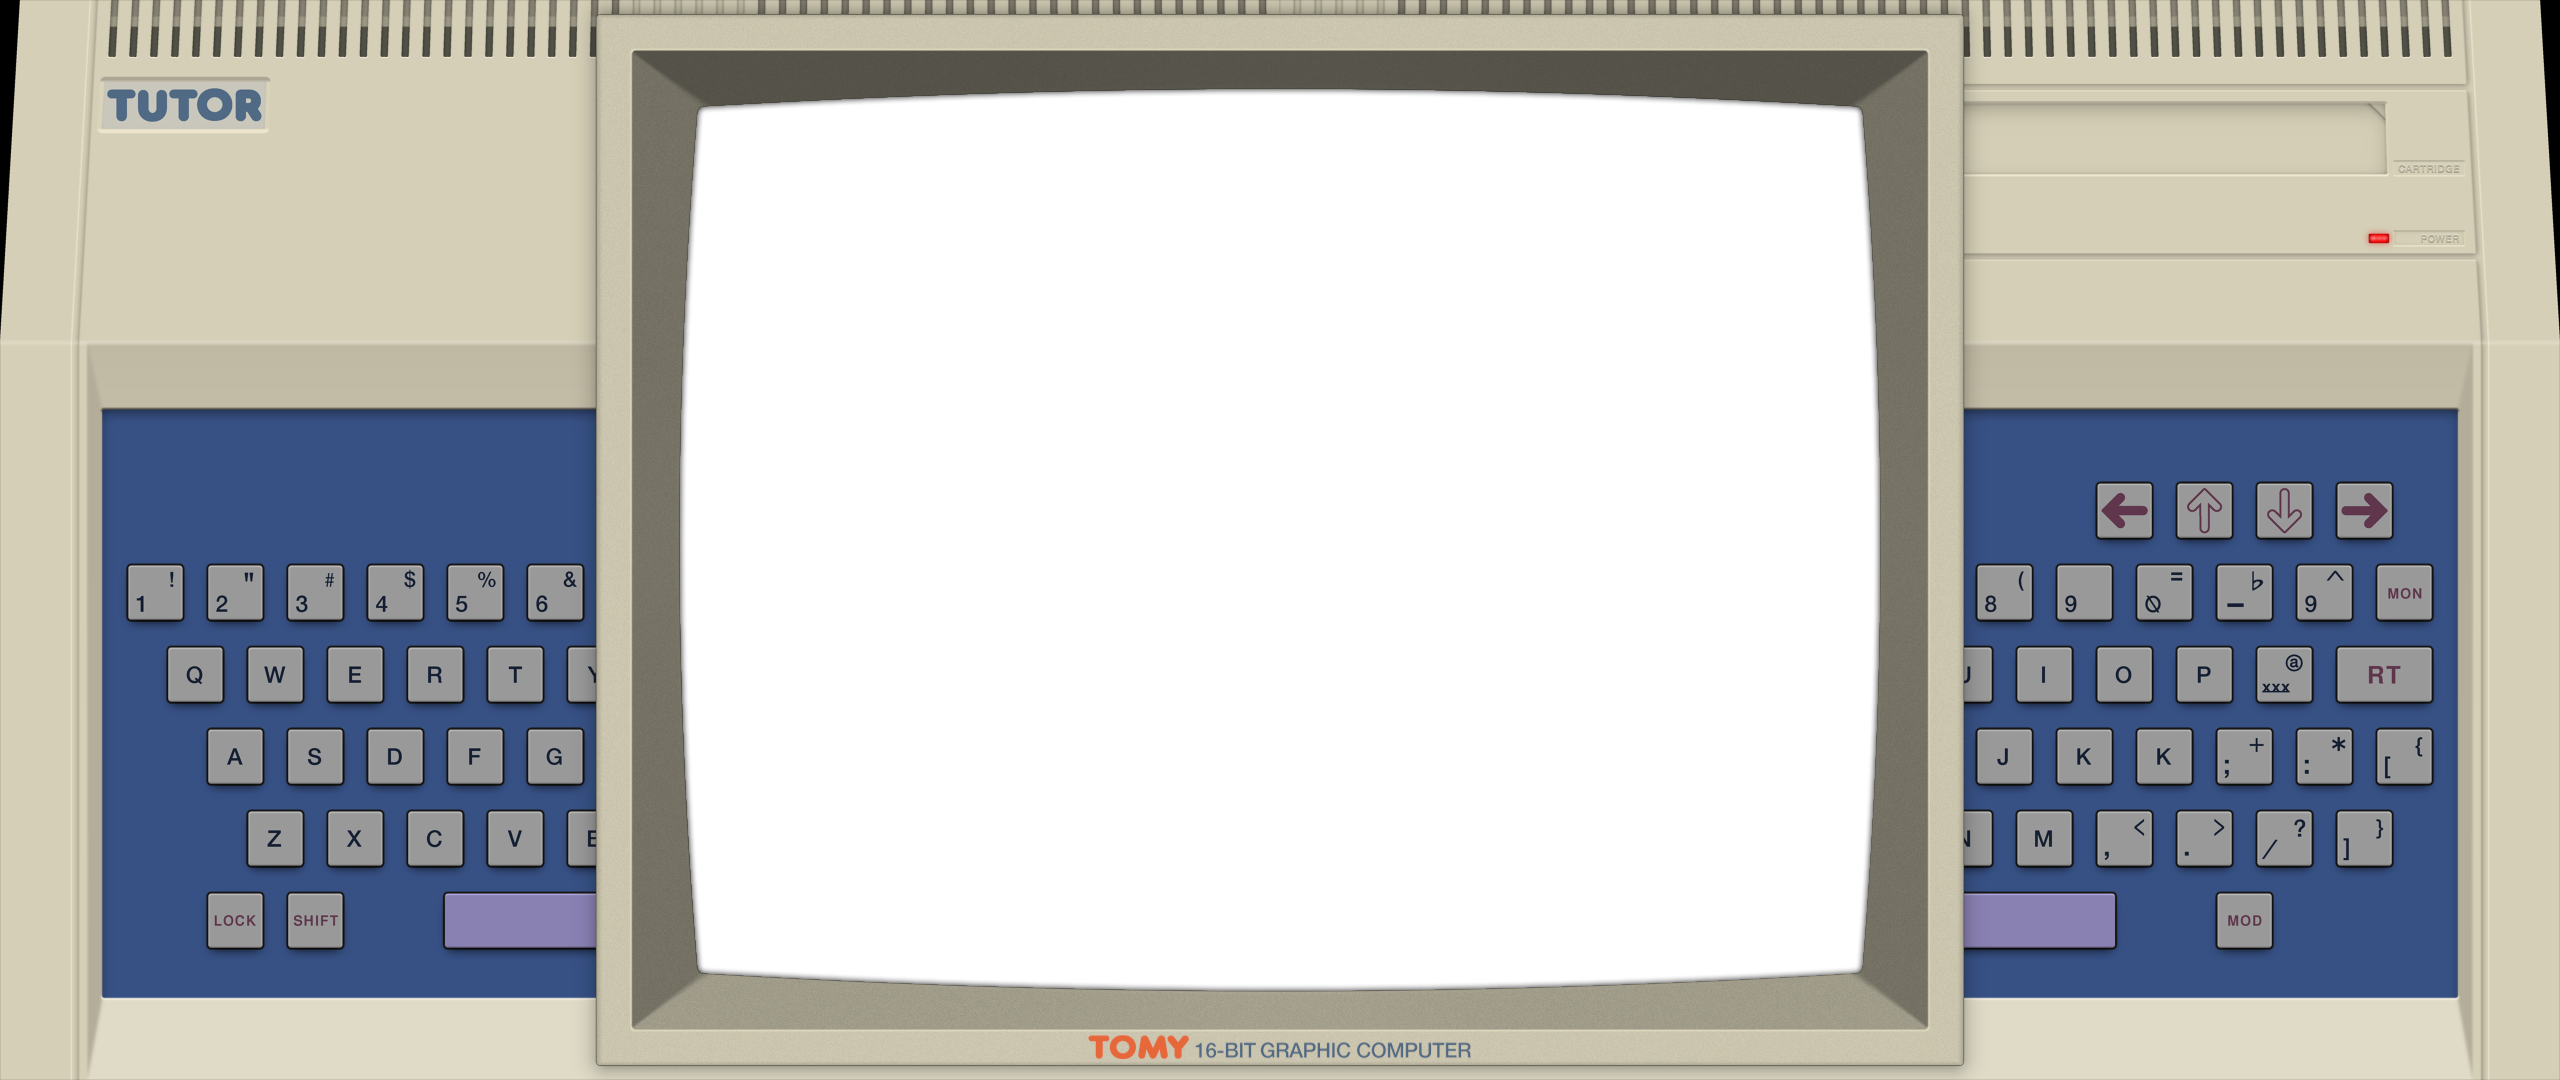 TUTOR
CARTRIDGE
POWER
! " # $ % & ( = ♭ ^
1 2 3 4 5 6 8 9 Ø – 9 MON
Q W E R T Y I O P @ xxx RT
A S D F G J K K ; + : * [ {
Z X C V M , < . > / ? ] }
LOCK SHIFT MOD
TOMY 16-BIT GRAPHIC COMPUTER